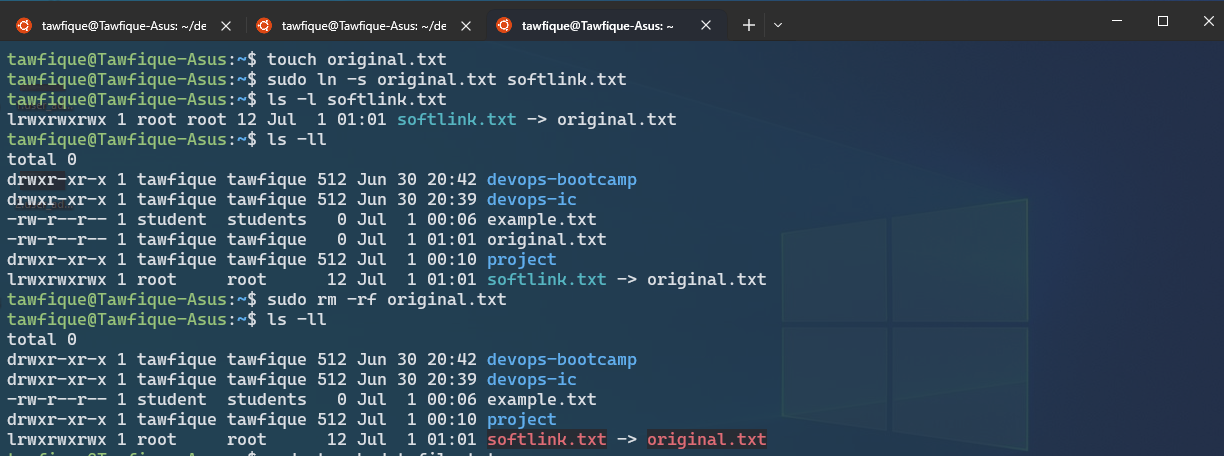 tawfique@Tawfique-Asus: ~/de
tawfique@Tawfique-Asus: ~/de
tawfique@Tawfique-Asus: ~
tawfique@Tawfique-Asus:~$ touch original.txt
tawfique@Tawfique-Asus:~$ sudo ln -s original.txt softlink.txt
tawfique@Tawfique-Asus:~$ ls -l softlink.txt
lrwxrwxrwx 1 root root 12 Jul  1 01:01 softlink.txt -> original.txt
tawfique@Tawfique-Asus:~$ ls -ll
total 0
drwxr-xr-x 1 tawfique tawfique 512 Jun 30 20:42 devops-bootcamp
drwxr-xr-x 1 tawfique tawfique 512 Jun 30 20:39 devops-ic
-rw-r--r-- 1 student  students   0 Jul  1 00:06 example.txt
-rw-r--r-- 1 tawfique tawfique   0 Jul  1 01:01 original.txt
drwxr-xr-x 1 tawfique tawfique 512 Jul  1 00:10 project
lrwxrwxrwx 1 root     root      12 Jul  1 01:01 softlink.txt -> original.txt
tawfique@Tawfique-Asus:~$ sudo rm -rf original.txt
tawfique@Tawfique-Asus:~$ ls -ll
total 0
drwxr-xr-x 1 tawfique tawfique 512 Jun 30 20:42 devops-bootcamp
drwxr-xr-x 1 tawfique tawfique 512 Jun 30 20:39 devops-ic
-rw-r--r-- 1 student  students   0 Jul  1 00:06 example.txt
drwxr-xr-x 1 tawfique tawfique 512 Jul  1 00:10 project
lrwxrwxrwx 1 root     root      12 Jul  1 01:01 softlink.txt -> original.txt